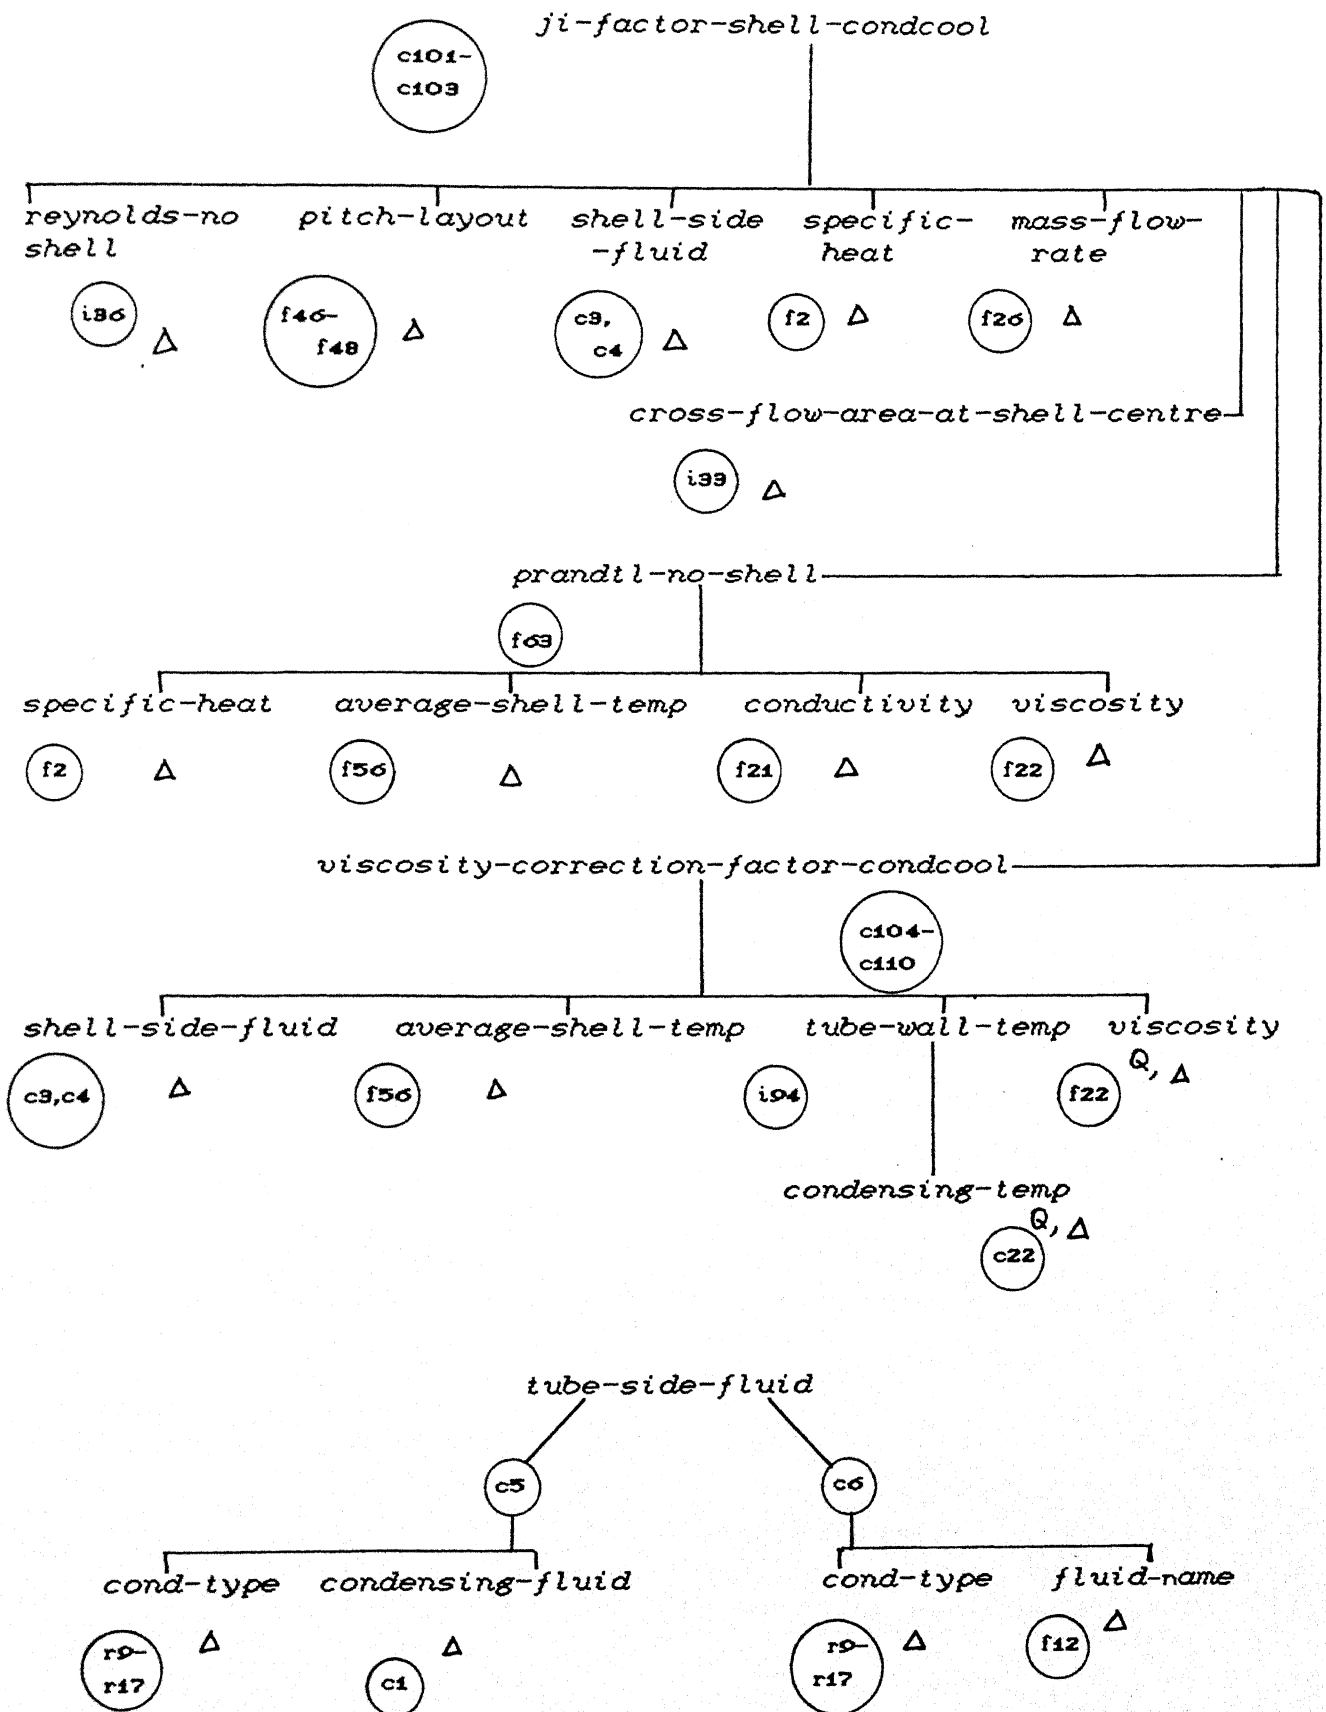 ji-factor-shell-condcool
c101-
c103
reynolds-no pitch-layout shell-side specific- mass-flow-
shell -fluid heat rate
i36 Δ f46- Δ c3, Δ f2 Δ f26 Δ
f48 c4
cross-flow-area-at-shell-centre
i33 Δ
prandtl-no-shell
f63
specific-heat average-shell-temp conductivity viscosity
f2 Δ f56 Δ f21 Δ f22 Δ
viscosity-correction-factor-condcool
c104-
c110
shell-side-fluid average-shell-temp tube-wall-temp viscosity
c3,c4 Δ f56 Δ i94 f22 Q, Δ
condensing-temp
c22 Q, Δ
tube-side-fluid
c5 c6
cond-type condensing-fluid cond-type fluid-name
r9- Δ Δ r9- Δ f12 Δ
r17 c1 r17